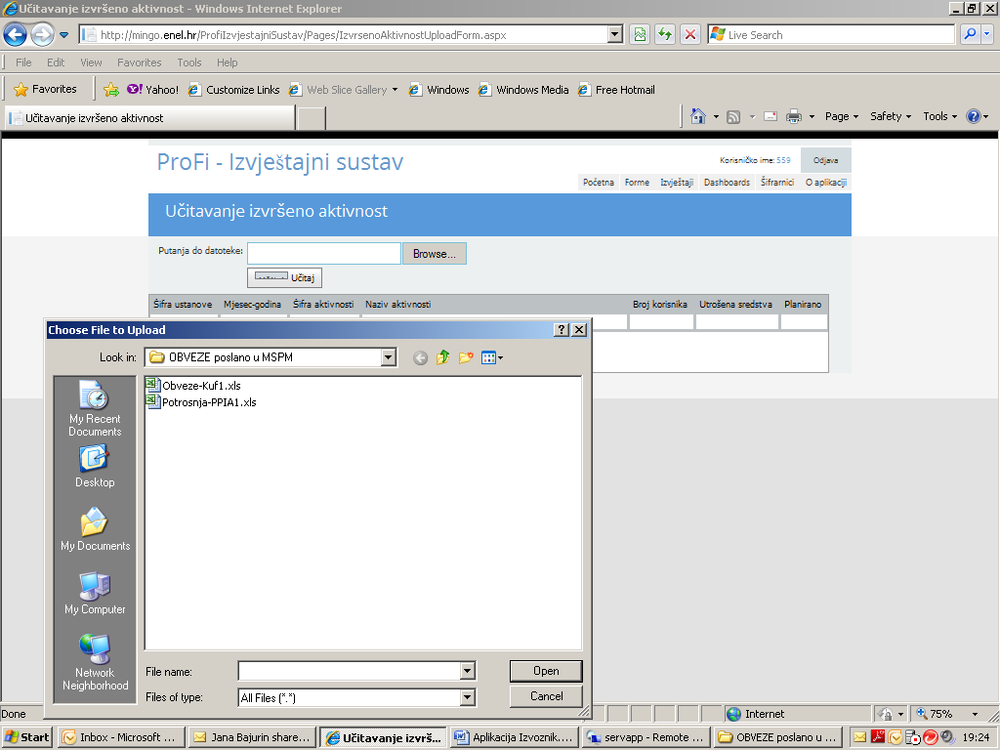 Učitavanje izvršeno aktivnost - Windows Internet Explorer
http://mingo.enel.hr/ProfiIzvjestajniSustav/Pages/IzvrsenoAktivnostUploadForm.aspx
Live Search
File Edit View Favorites Tools Help
Favorites Yahoo! Customize Links Web Slice Gallery Windows Windows Media Free Hotmail
Učitavanje izvršeno aktivnost
Page Safety Tools
ProFi - Izvještajni sustav
Korisničko ime: 559 Odjava
Početna Forme Izvještaji Dashboards Šifrarnici O aplikaciji
Učitavanje izvršeno aktivnost
Putanja do datoteke: Browse...
Učitaj
Šifra ustanove Mjesec-godina Šifra aktivnosti Naziv aktivnosti Broj korisnika Utrošena sredstva Planirano
Choose File to Upload
Look in: OBVEZE poslano u MSPM
Obveze-Kuf1.xls
Potrosnja-PPIA1.xls
My Recent
Documents
Desktop
My Documents
My Computer
Network
Neighborhood
File name: Open
Files of type: All Files (*.*) Cancel
Done Internet 75%
Start Inbox - Microsoft ... Jana Bajurin share... Učitavanje izvrš... Aplikacija Izvoznik.... servapp - Remote ... OBVEZE poslano u ... 19:24